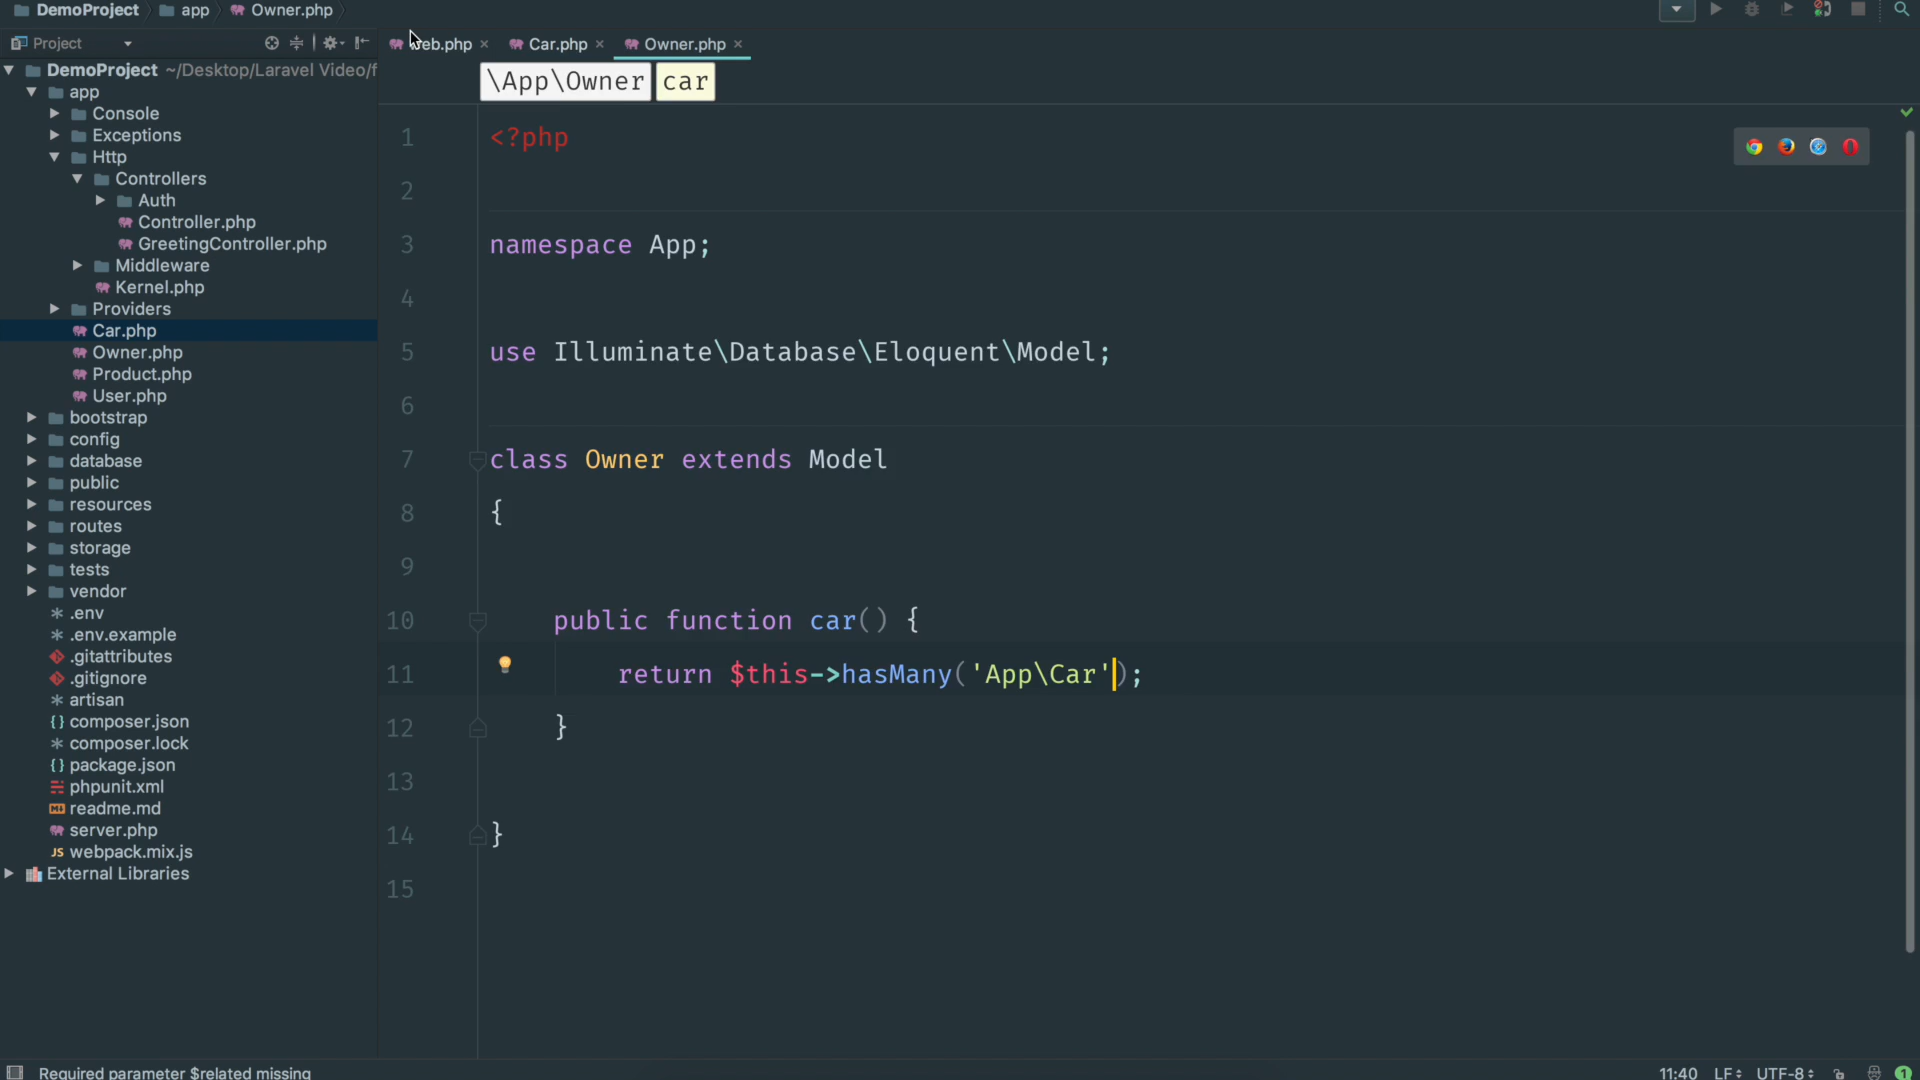 DemoProject app Owner.php
Project
web.php Car.php Owner.php
DemoProject ~/Desktop/Laravel Video/f
\App\Owner car
app
Console
Exceptions
Http
Controllers
Auth
Controller.php
GreetingController.php
Middleware
Kernel.php
Providers
Car.php
Owner.php
Product.php
User.php
bootstrap
config
database
public
resources
routes
storage
tests
vendor
.env
.env.example
.gitattributes
.gitignore
artisan
composer.json
composer.lock
package.json
phpunit.xml
readme.md
server.php
JS webpack.mix.js
External Libraries
1 <?php
2
3 namespace App;
4
5 use Illuminate\Database\Eloquent\Model;
6
7 class Owner extends Model
8 {
9
10 public function car() {
11 return $this->hasMany('App\Car');
12 }
13
14 }
15
Required parameter $related missing
11:40 LF UTF-8 1